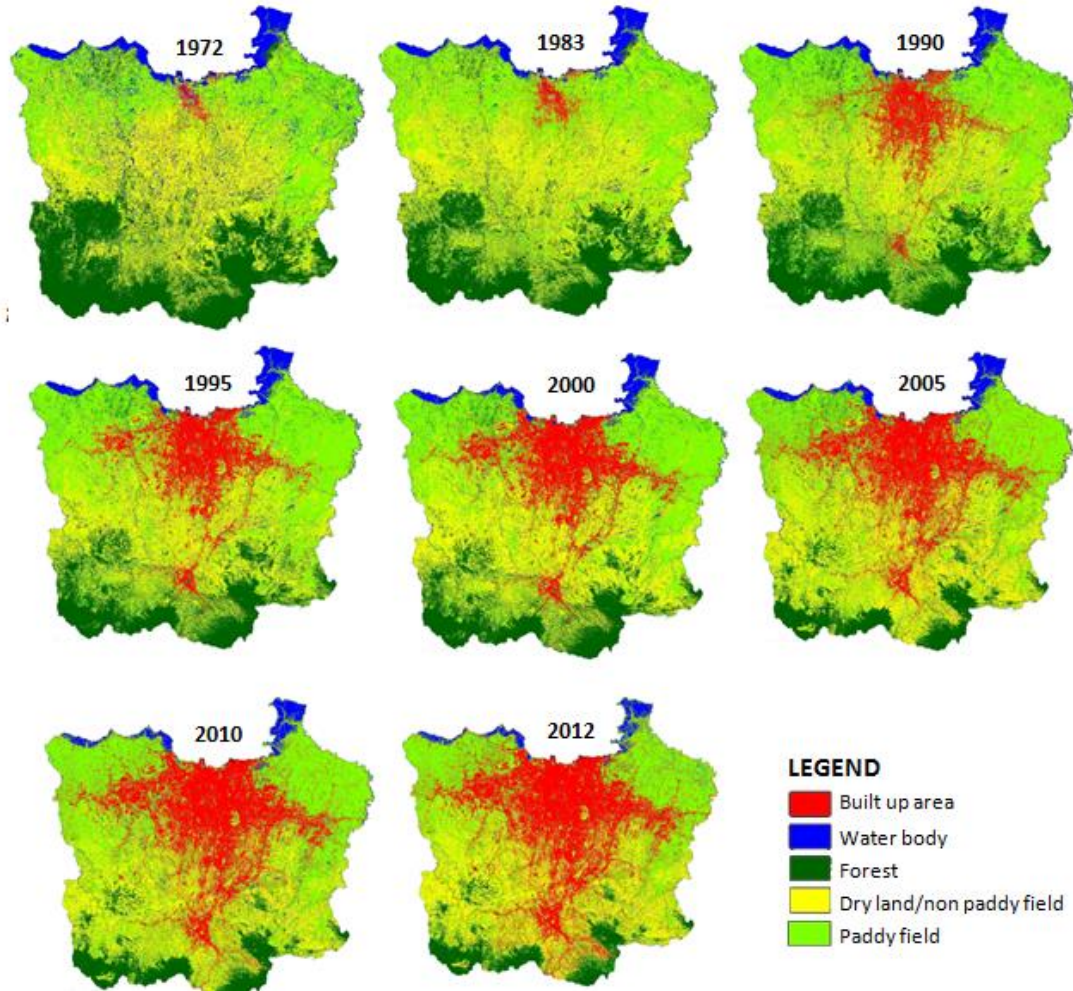 1972
1983
1990
1995
2000
2005
2010
2012
LEGEND
Built up area
Water body
Forest
Dry land/non paddy field
Paddy field